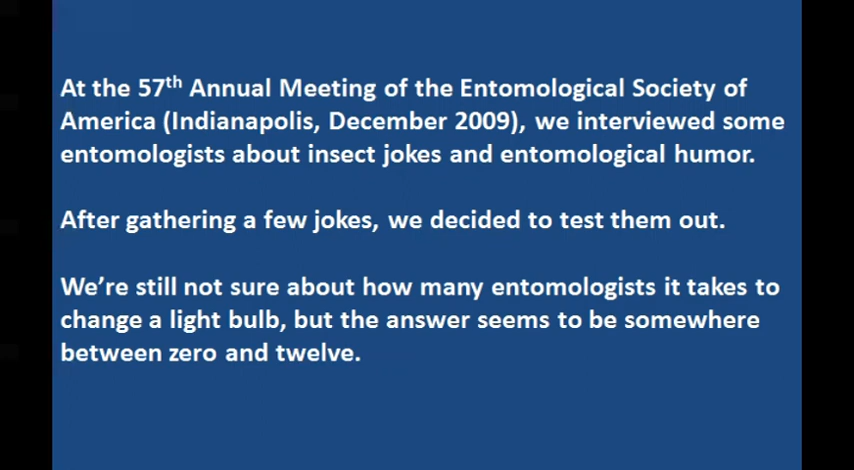 At the 57th Annual Meeting of the Entomological Society of
America (Indianapolis, December 2009), we interviewed some
entomologists about insect jokes and entomological humor.
After gathering a few jokes, we decided to test them out.
We’re still not sure about how many entomologists it takes to
change a light bulb, but the answer seems to be somewhere
between zero and twelve.